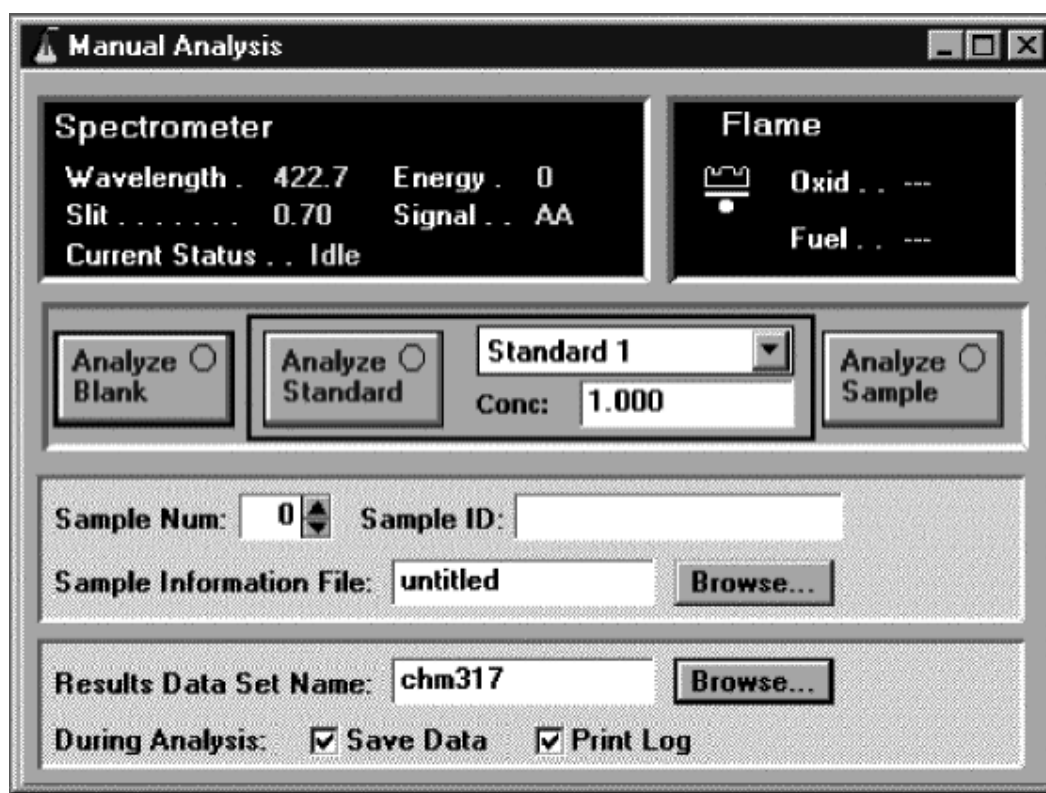 Manual Analysis
Spectrometer
Wavelength . 422.7 Energy . 0
Slit . . . . . . . 0.70 Signal . . AA
Current Status . . Idle
Flame
Oxid . . ---
Fuel . . ---
Analyze
Blank
Analyze
Standard
Standard 1
Conc: 1.000
Analyze
Sample
Sample Num: 0 Sample ID:
Sample Information File: untitled Browse...
Results Data Set Name: chm317 Browse...
During Analysis: Save Data Print Log